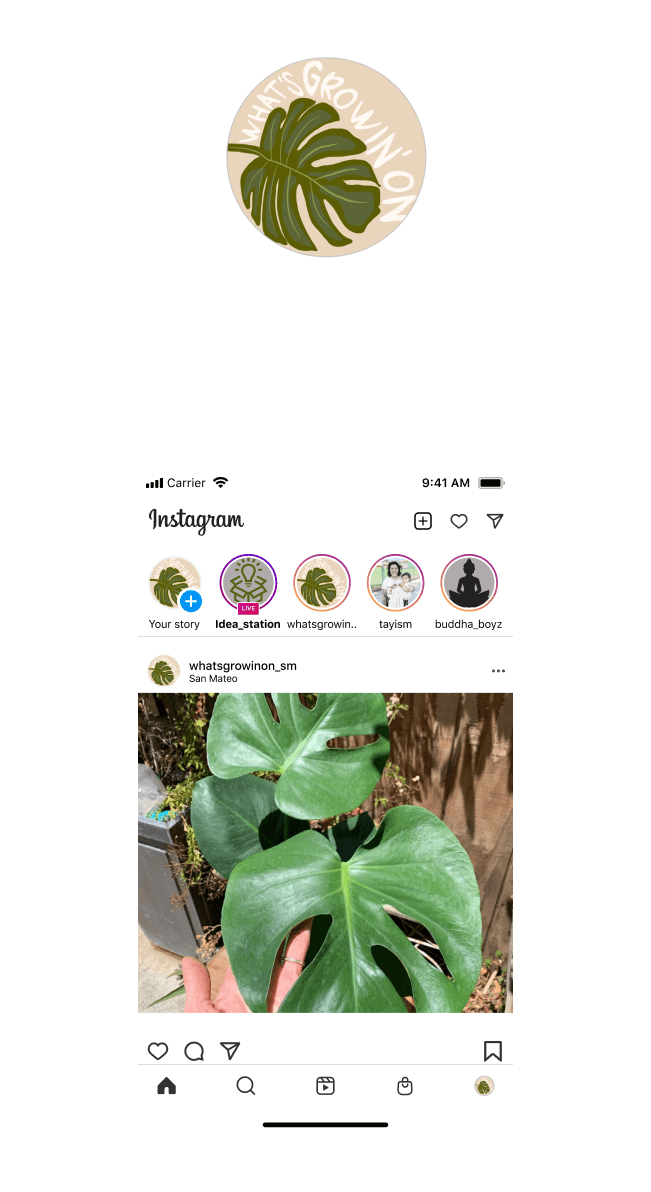 WHAT'S GROWIN' ON
Carrier 9:41 AM
Instagram
LIVE
Your story Idea_station whatsgrowin.. tayism buddha_boyz
whatsgrowinon_sm
San Mateo